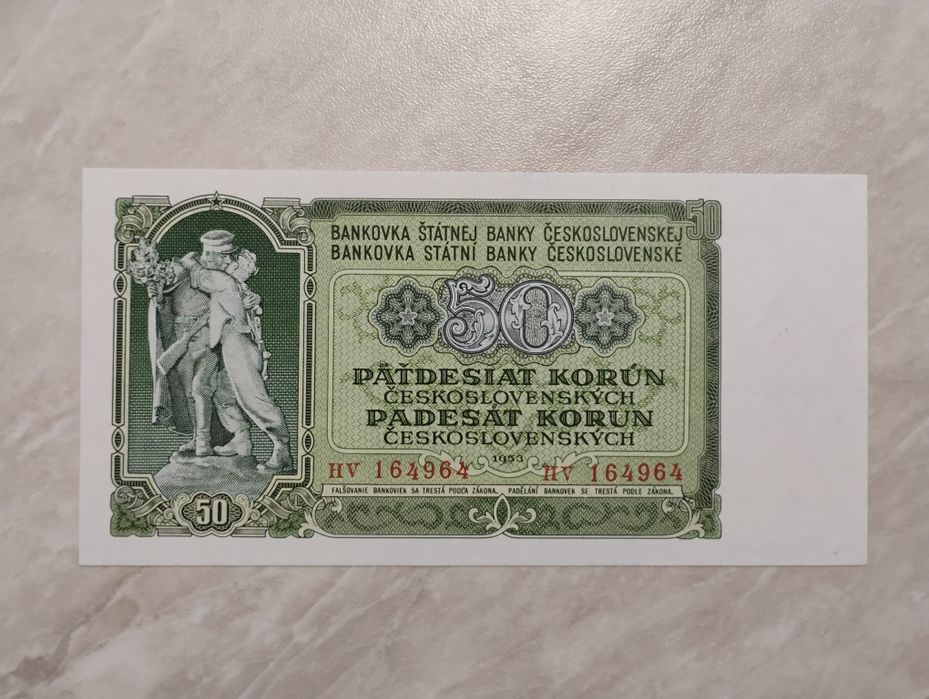 50
BANKOVKA ŠTÁTNEJ BANKY ČESKOSLOVENSKEJ
BANKOVKA STÁTNÍ BANKY ČESKOSLOVENSKÉ
50
PÄŤDESIAT KORÚN
ČESKOSLOVENSKÝCH
PADESÁT KORUN
ČESKOSLOVENSKÝCH
1953
HV 164964 HV 164964
FALŠOVANIE BANKOVIEK SA TRESTÁ PODĽA ZÁKONA. PADĚLÁNÍ BANKOVEK SE TRESTÁ PODLE ZÁKONA.
50